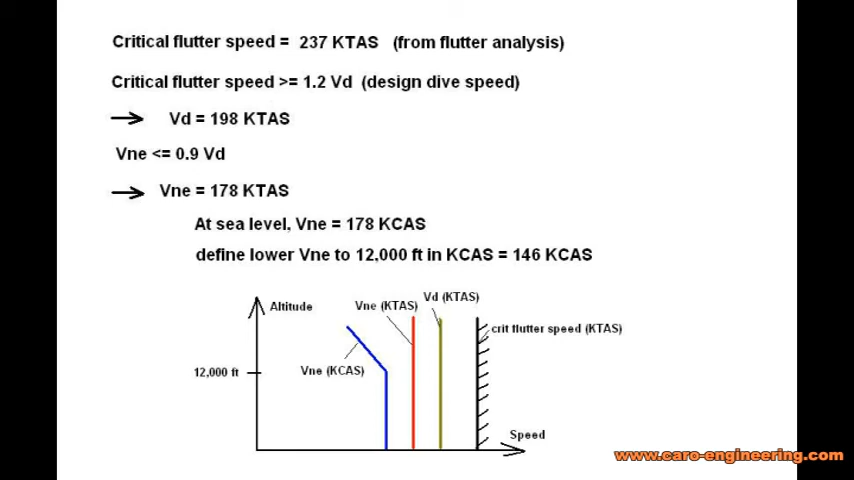 Critical flutter speed = 237 KTAS (from flutter analysis)
Critical flutter speed >= 1.2 Vd (design dive speed)
Vd = 198 KTAS
Vne <= 0.9 Vd
Vne = 178 KTAS
At sea level, Vne = 178 KCAS
define lower Vne to 12,000 ft in KCAS = 146 KCAS
Altitude
Vne (KTAS)
Vd (KTAS)
crit flutter speed (KTAS)
12,000 ft
Vne (KCAS)
Speed
www.caro-engineering.com